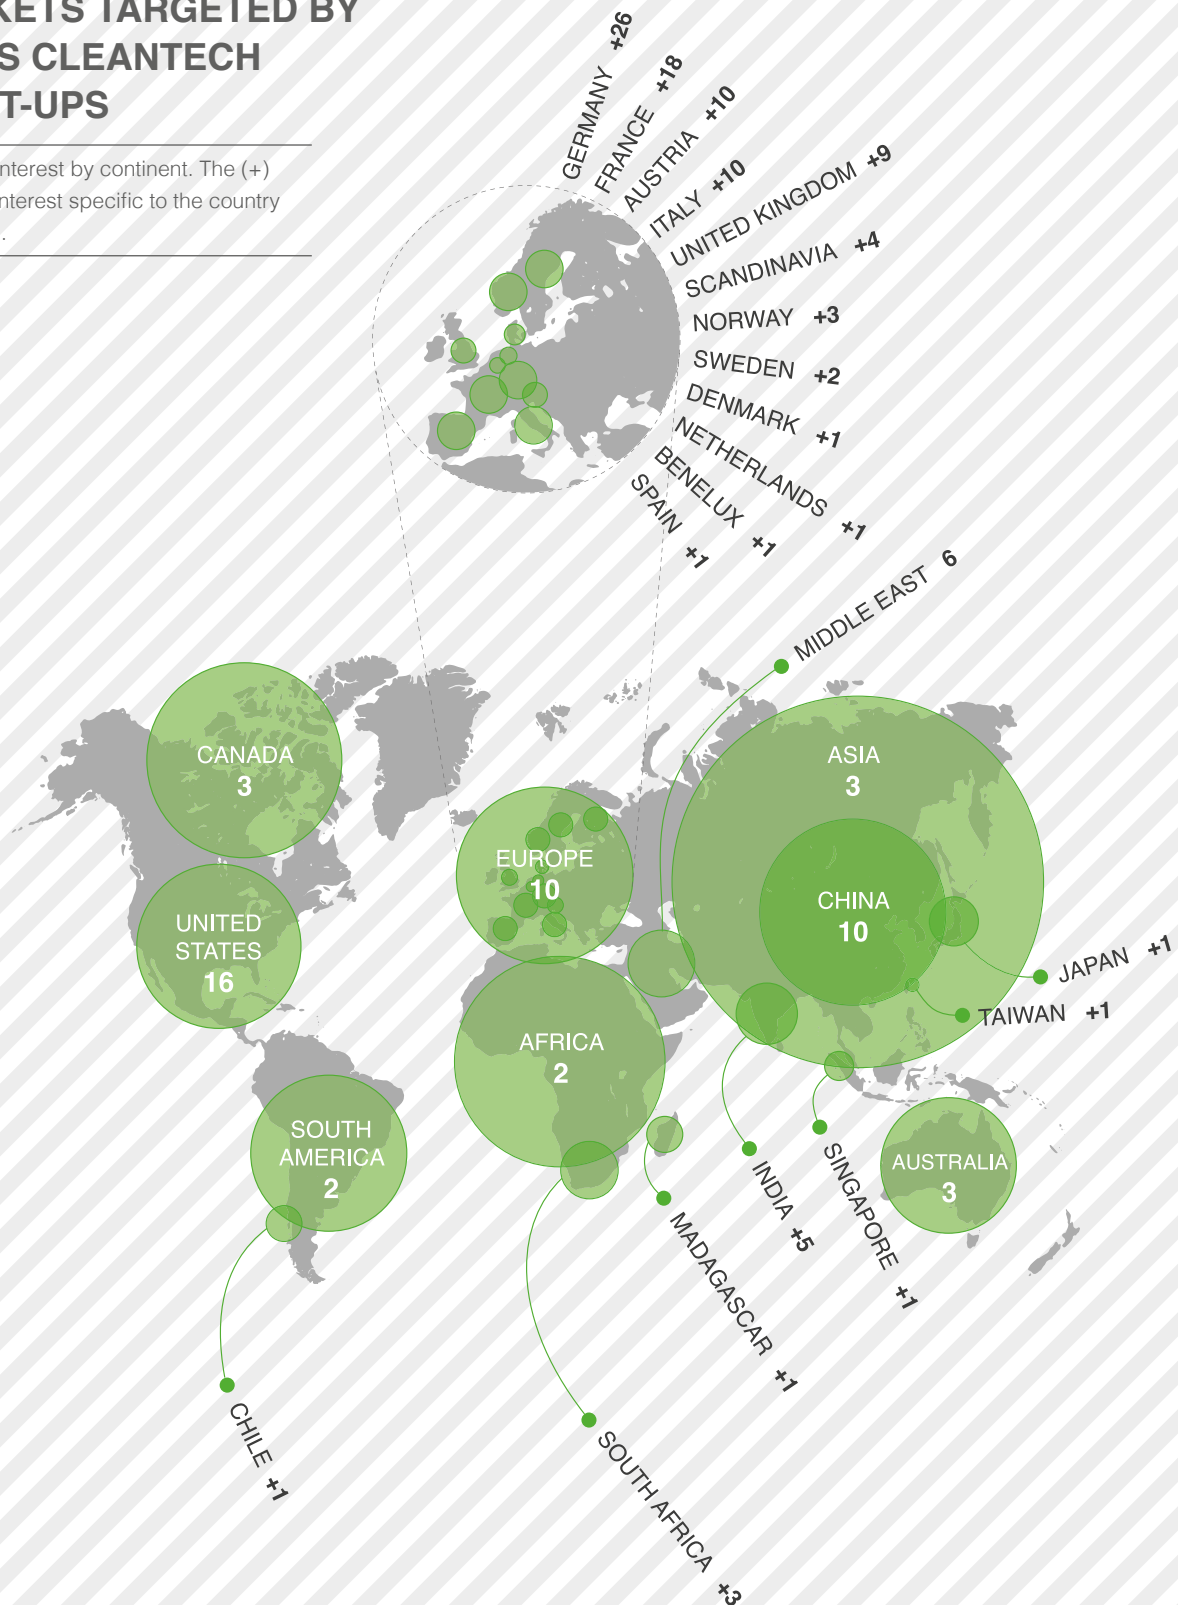 KETS TARGETED BY
S CLEANTECH
T-UPS
nterest by continent. The (+)
nterest specific to the country
.
GERMANY +26
FRANCE +18
AUSTRIA +10
ITALY +10
UNITED KINGDOM +9
SCANDINAVIA +4
NORWAY +3
SWEDEN +2
DENMARK +1
NETHERLANDS +1
BENELUX +1
SPAIN +1
MIDDLE EAST 6
CANADA
3
ASIA
3
EUROPE
10
CHINA
10
UNITED
STATES
16
JAPAN +1
TAIWAN +1
AFRICA
2
SOUTH
AMERICA
2
AUSTRALIA
3
INDIA +5
SINGAPORE +1
MADAGASCAR +1
CHILE +1
SOUTH AFRICA +3